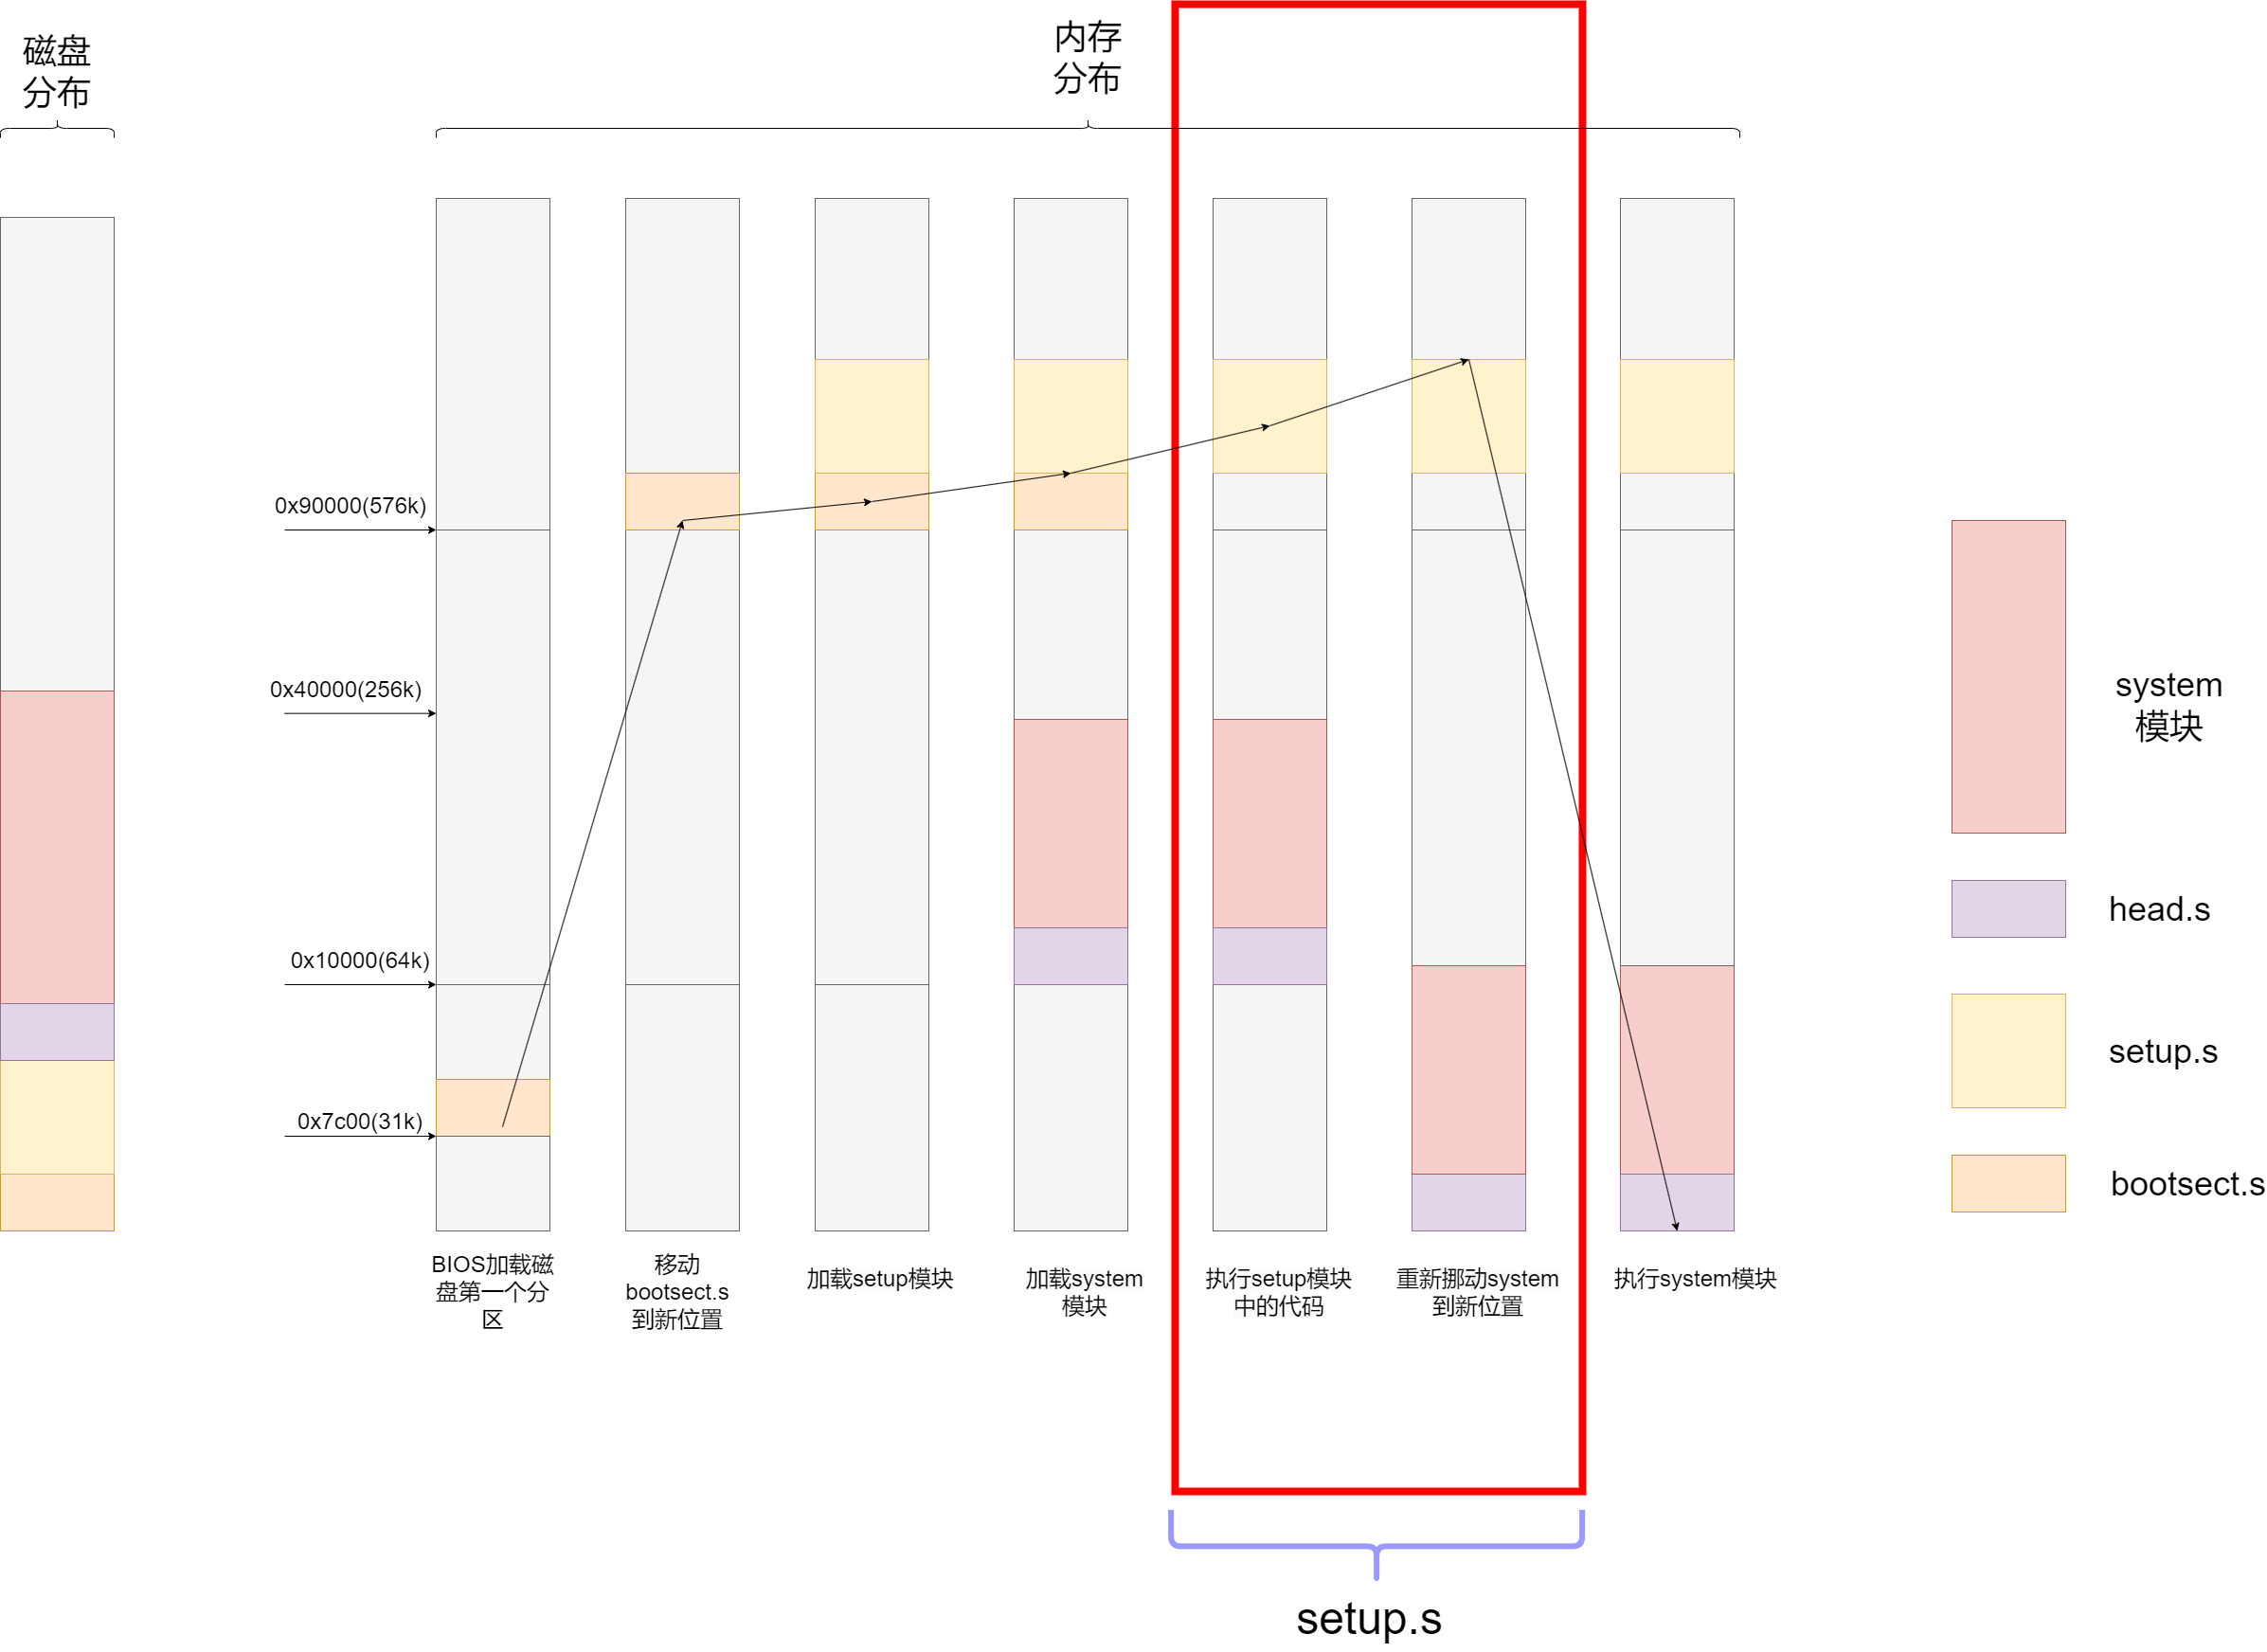 磁盘
分布
内存
分布
0x90000(576k)
0x40000(256k)
0x10000(64k)
0x7c00(31k)
BIOS加载磁
盘第一个分
区
移动
bootsect.s
到新位置
加载setup模块
加载system
模块
执行setup模块
中的代码
重新挪动system
到新位置
执行system模块
system
模块
head.s
setup.s
bootsect.s
setup.s